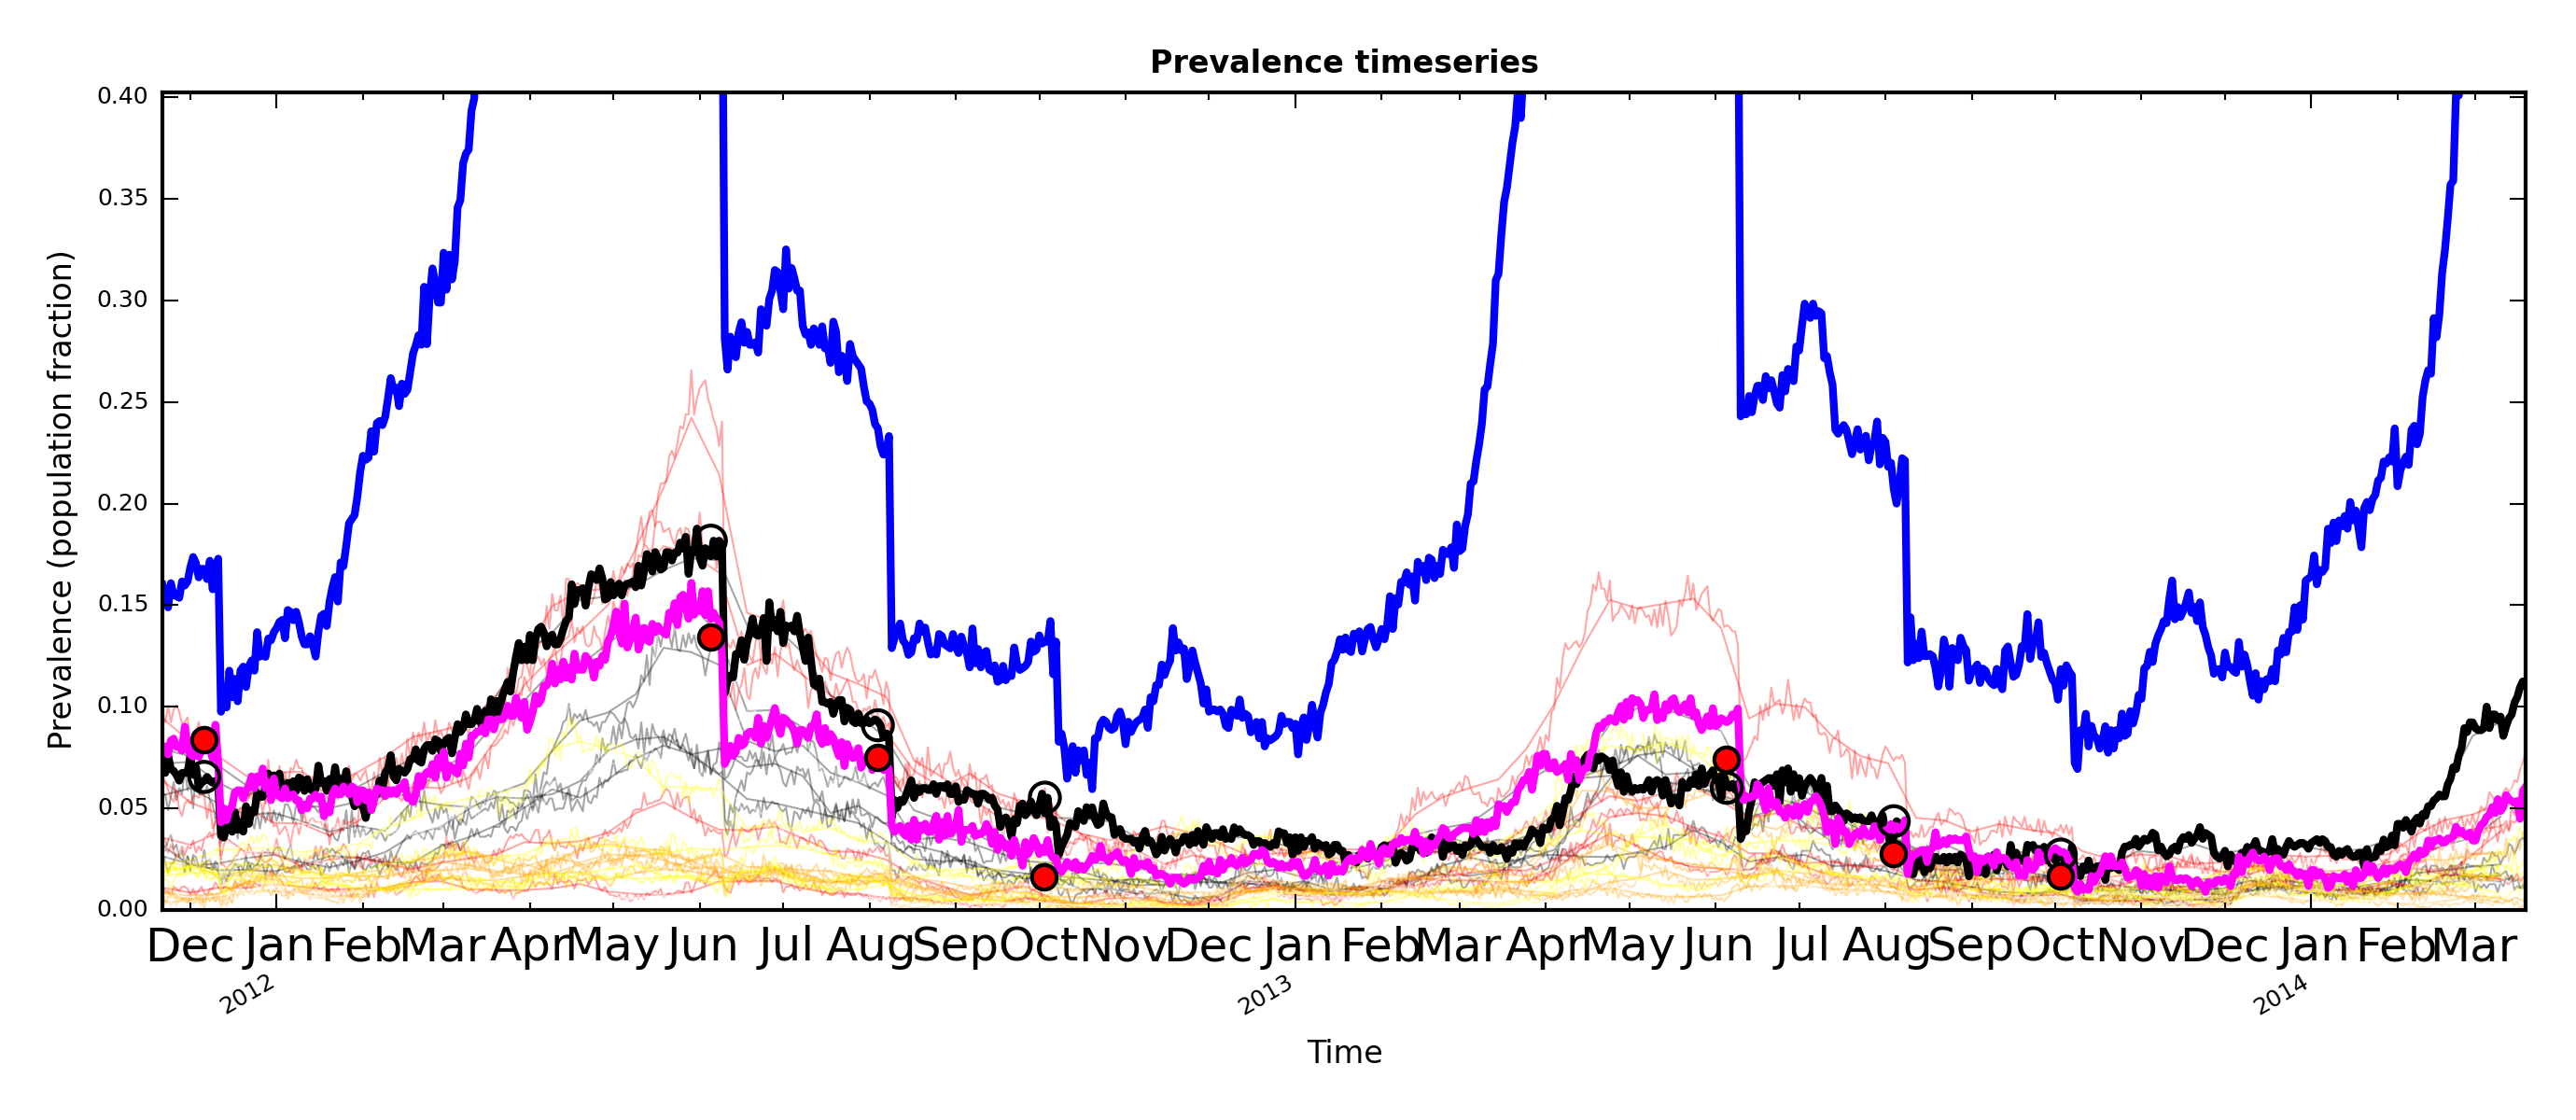 Prevalence timeseries
0.40
0.35
0.30
0.25
0.20
0.15
0.10
0.05
0.00
Prevalence (population fraction)
Dec Jan Feb Mar Apr May Jun Jul Aug Sep Oct Nov Dec Jan Feb Mar Apr May Jun Jul Aug Sep Oct Nov Dec Jan Feb Mar
2012 2013 2014
Time